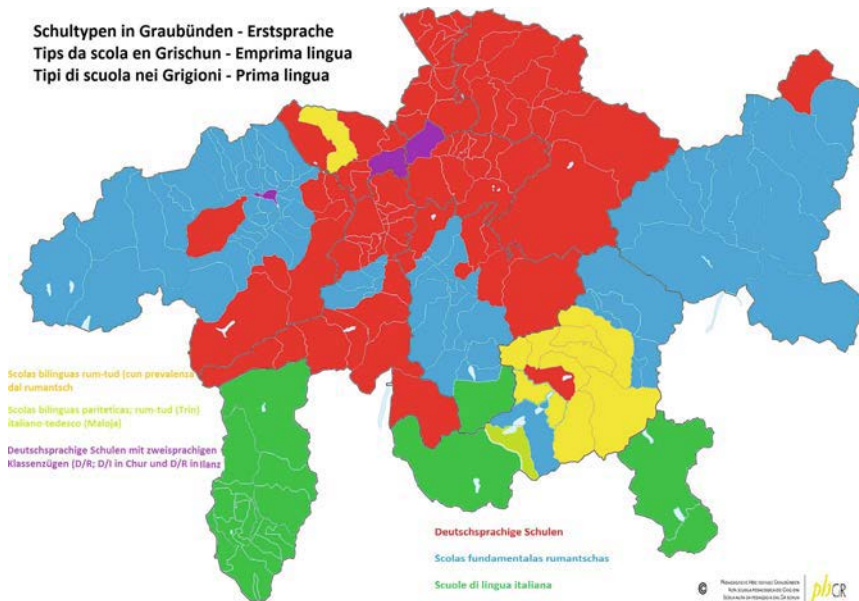 Schultypen in Graubünden - Erstsprache
Tips da scola en Grischun - Emprima lingua
Tipi di scuola nei Grigioni - Prima lingua
Scolas bilinguas rum-tud (cun prevalenza
dal rumantsch
Scolas bilinguas pariteticas; rum-tud (Trin)
italiano-tedesco (Maloja)
Deutschsprachige Schulen mit zweisprachigen
Klassenzügen (D/R; D/I in Chur und D/R in Ilanz
Deutschsprachige Schulen
Scolas fundamentalas rumantschas
Scuole di lingua italiana
©
phGR